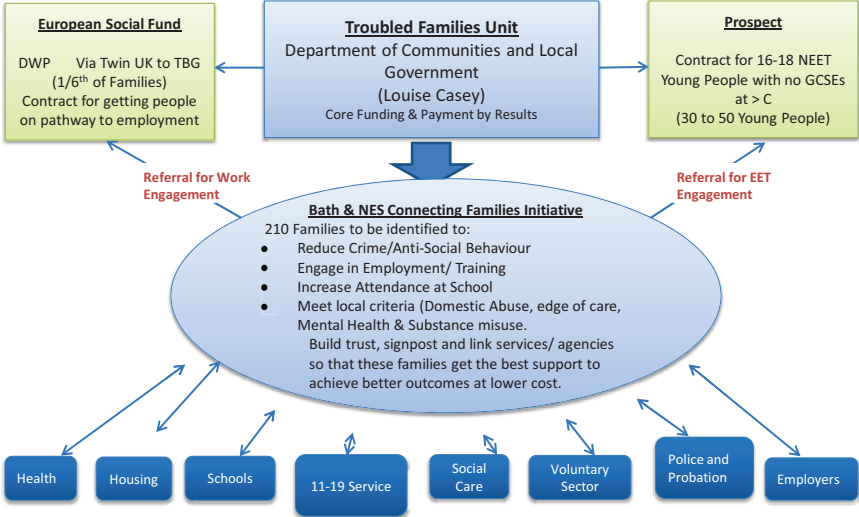 European Social Fund
DWP Via Twin UK to TBG
(1/6th of Families)
Contract for getting people
on pathway to employment
Troubled Families Unit
Department of Communities and Local
Government
(Louise Casey)
Core Funding & Payment by Results
Prospect
Contract for 16-18 NEET
Young People with no GCSEs
at > C
(30 to 50 Young People)
Referral for Work
Engagement
Referral for EET
Engagement
Bath & NES Connecting Families Initiative
210 Families to be identified to:
● Reduce Crime/Anti-Social Behaviour
● Engage in Employment/ Training
● Increase Attendance at School
● Meet local criteria (Domestic Abuse, edge of care,
Mental Health & Substance misuse.
Build trust, signpost and link services/ agencies
so that these families get the best support to
achieve better outcomes at lower cost.
Health
Housing
Schools
11-19 Service
Social
Care
Voluntary
Sector
Police and
Probation
Employers